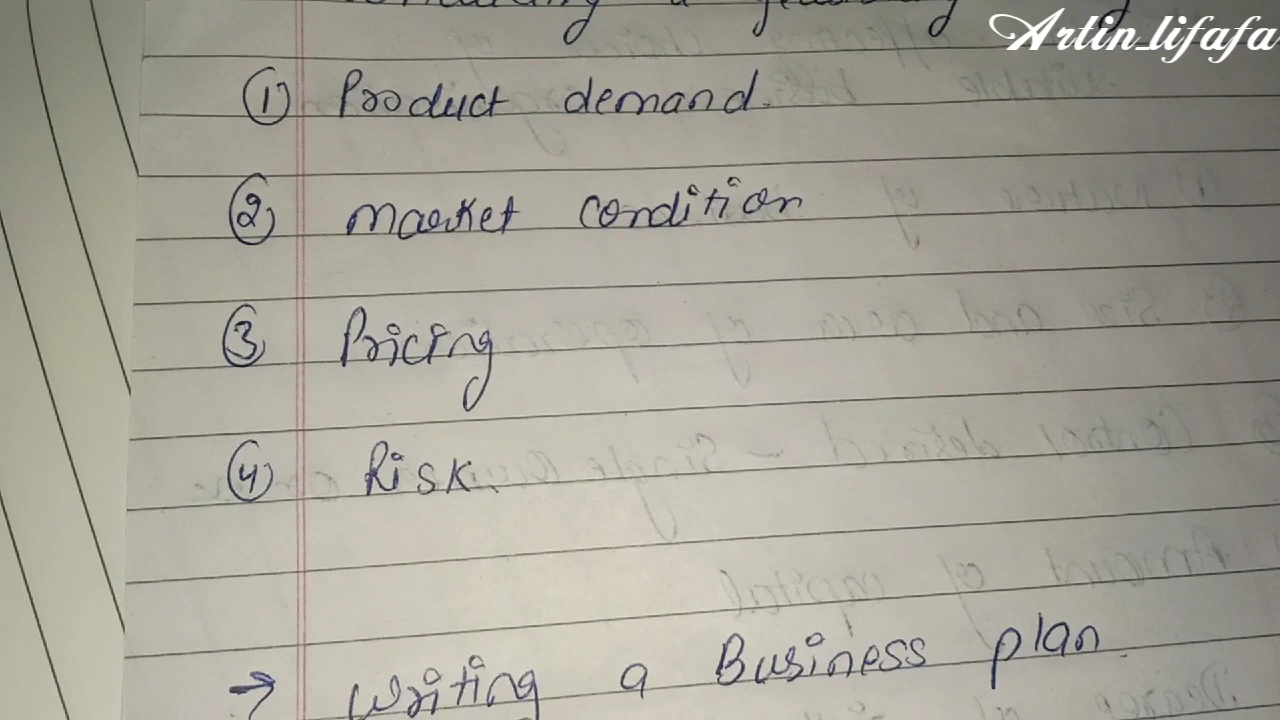 Artin_lifafa
① Product demand.
② Market condition
③ Pricing
④ Risk.
→ Writing a Business plan